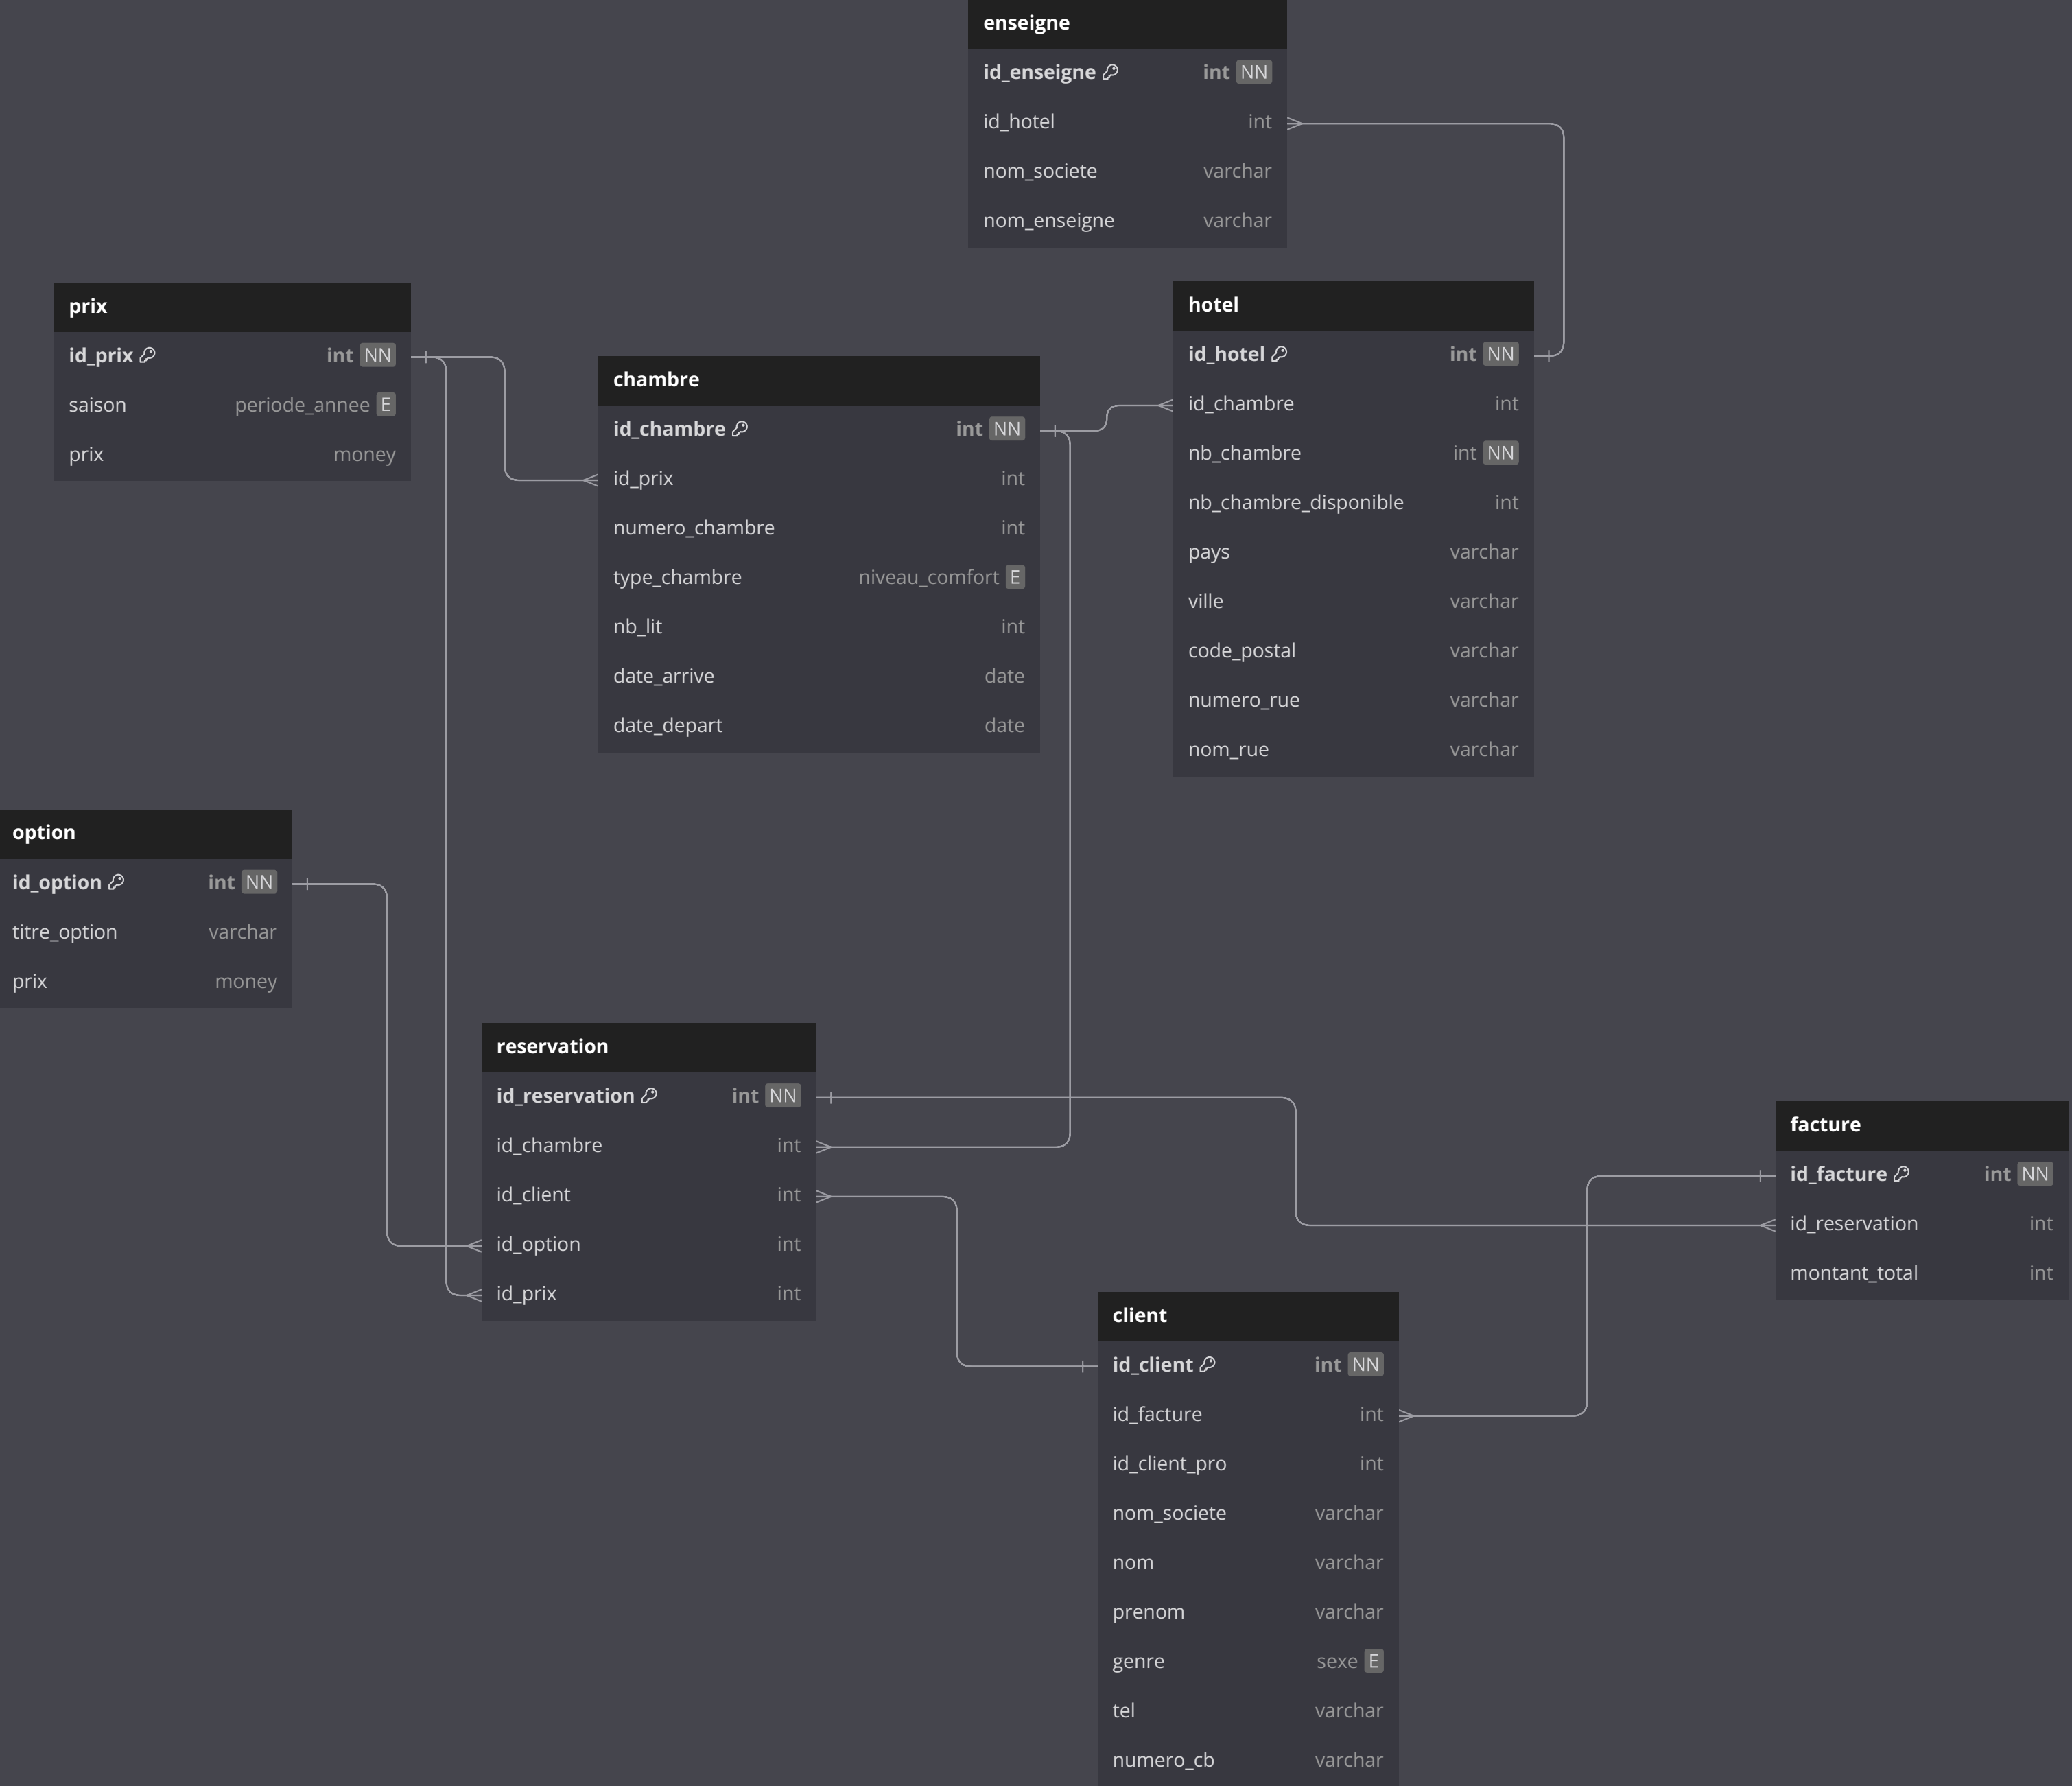 enseigne
id_enseigne int NN
id_hotel int
nom_societe varchar
nom_enseigne varchar
prix
id_prix int NN
saison periode_annee E
prix money
chambre
id_chambre int NN
id_prix int
numero_chambre int
type_chambre niveau_comfort E
nb_lit int
date_arrive date
date_depart date
hotel
id_hotel int NN
id_chambre int
nb_chambre int NN
nb_chambre_disponible int
pays varchar
ville varchar
code_postal varchar
numero_rue varchar
nom_rue varchar
option
id_option int NN
titre_option varchar
prix money
reservation
id_reservation int NN
id_chambre int
id_client int
id_option int
id_prix int
facture
id_facture int NN
id_reservation int
montant_total int
client
id_client int NN
id_facture int
id_client_pro int
nom_societe varchar
nom varchar
prenom varchar
genre sexe E
tel varchar
numero_cb varchar